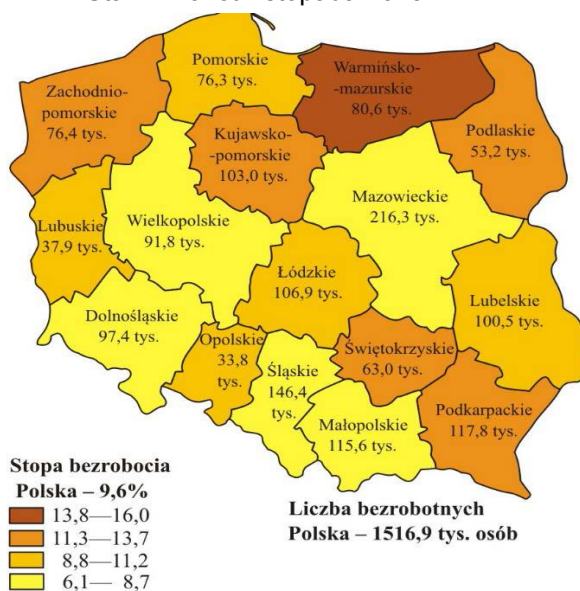 Pomorskie
76,3 tys.
Warmińsko-
-mazurskie
80,6 tys.
Zachodnio-
pomorskie
76,4 tys.
Kujawsko-
-pomorskie
103,0 tys.
Podlaskie
53,2 tys.
Mazowieckie
216,3 tys.
Lubuskie
37,9 tys.
Wielkopolskie
91,8 tys.
Łódzkie
106,9 tys.
Lubelskie
100,5 tys.
Dolnośląskie
97,4 tys.
Opolskie
33,8
tys.
Śląskie
146,4
tys.
Świętokrzyskie
63,0 tys.
Małopolskie
115,6 tys.
Podkarpackie
117,8 tys.
Stopa bezrobocia
Polska – 9,6%
13,8—16,0
11,3—13,7
8,8—11,2
6,1— 8,7
Liczba bezrobotnych
Polska – 1516,9 tys. osób